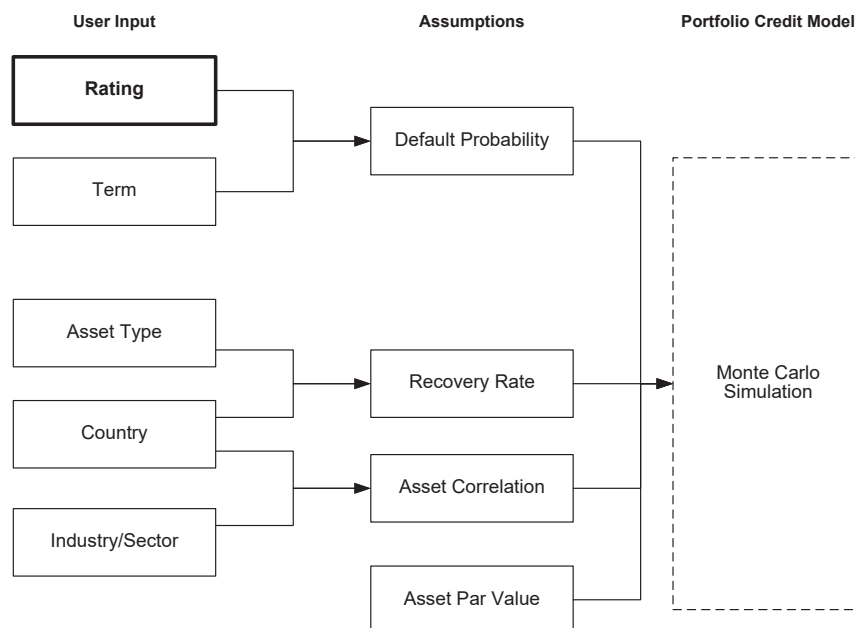 User Input
Assumptions
Portfolio Credit Model
Rating
Default Probability
Term
Asset Type
Recovery Rate
Monte Carlo
Simulation
Country
Asset Correlation
Industry/Sector
Asset Par Value